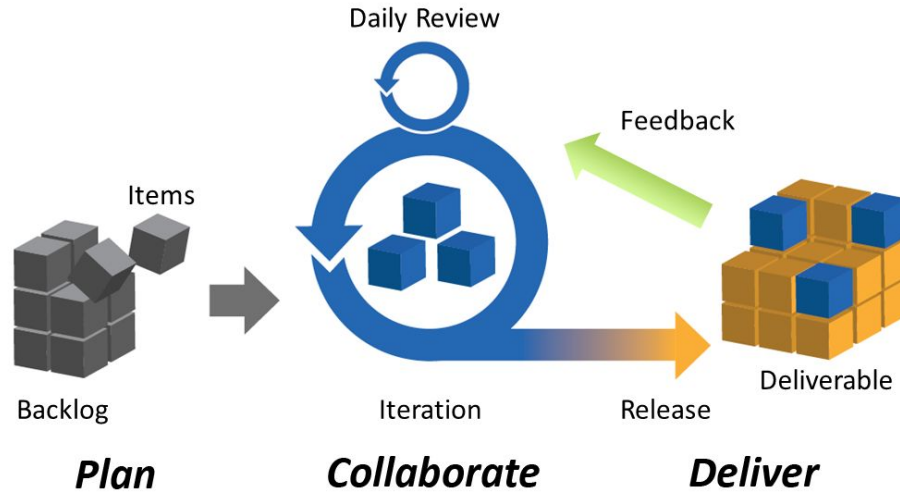 Daily Review
Feedback
Items
Deliverable
Backlog
Iteration
Release
Plan
Collaborate
Deliver